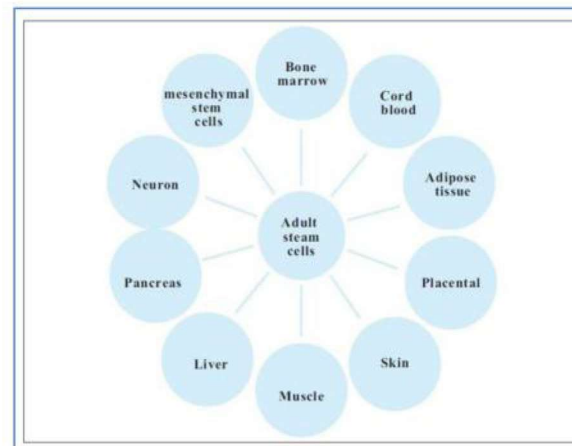 Bone
marrow
Cord
blood
Adipose
tissue
Placental
Skin
Muscle
Liver
Pancreas
Neuron
mesenchymal
stem
cells
Adult
steam
cells